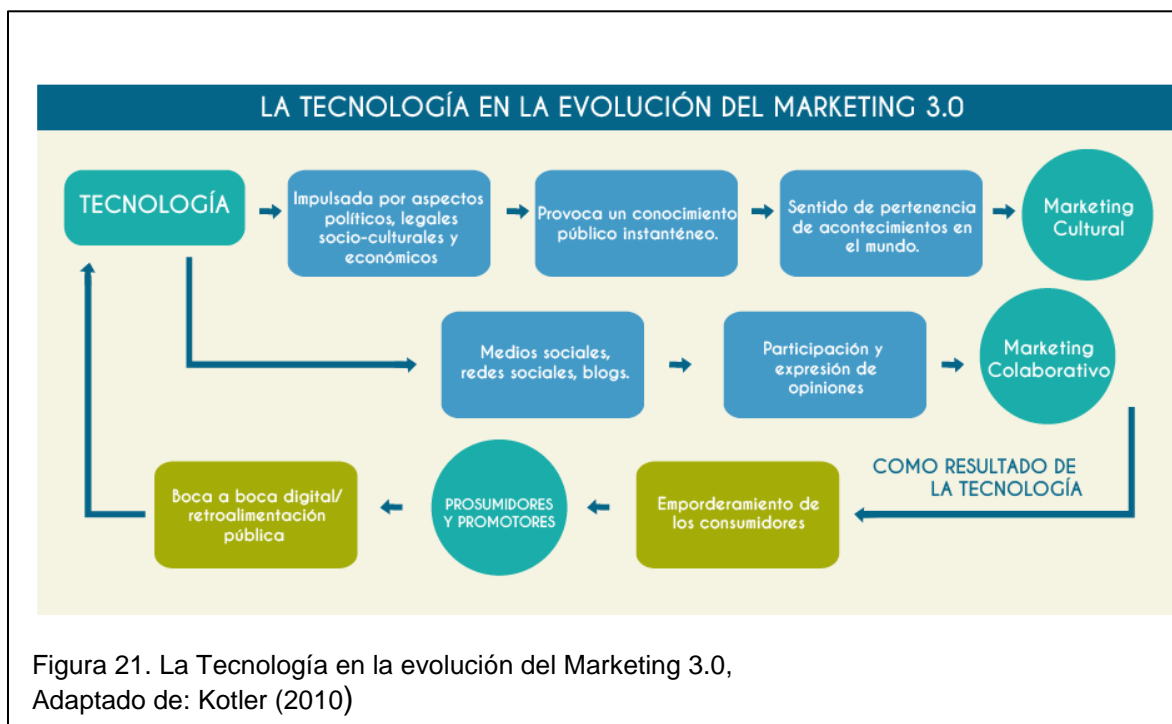 LA TECNOLOGÍA EN LA EVOLUCIÓN DEL MARKETING 3.0
TECNOLOGÍA
Impulsada por aspectos
políticos, legales
socio-culturales y
económicos
Provoca un conocimiento
público instanténeo.
Sentido de pertenencia
de acontecimientos en
el mundo.
Marketing
Cultural
Medios sociales,
redes sociales, blogs.
Participación y
expresión de
opiniones
Marketing
Colaborativo
COMO RESULTADO DE
LA TECNOLOGÍA
Emporderamiento de
los consumidores
PROSUMIDORES
Y PROMOTORES
Boca a boca digital/
retroalimentación
pública
Figura 21. La Tecnología en la evolución del Marketing 3.0,
Adaptado de: Kotler (2010)